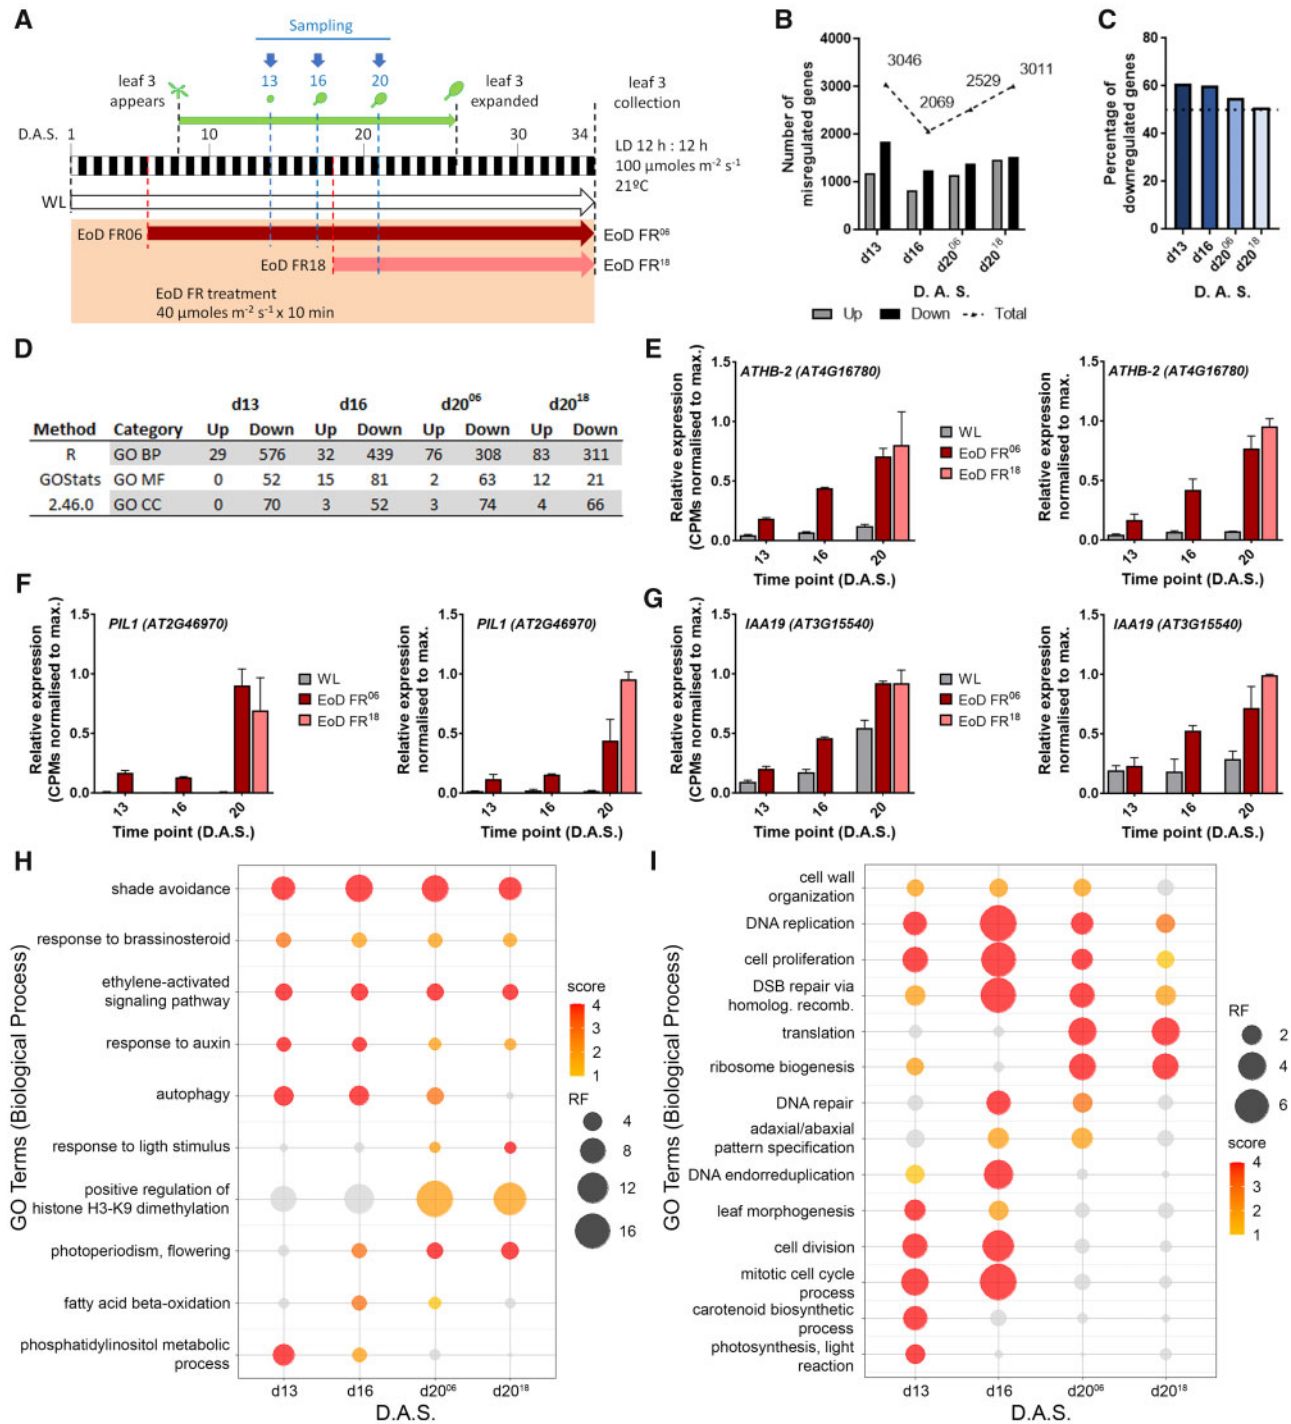 A
Sampling
13 16 20
leaf 3
appears
leaf 3
expanded
leaf 3
collection
D.A.S. 1 10 20 30 34
LD 12 h : 12 h
100 µmoles m⁻² s⁻¹
21ºC
WL
EoD FR06
EoD FR⁰⁶
EoD FR18
EoD FR¹⁸
EoD FR treatment
40 µmoles m⁻² s⁻¹ x 10 min
B
Number of
misregulated genes
4000
3000
2000
1000
0
3046
2069
2529
3011
d13 d16 d20⁰⁶ d20¹⁸
D. A. S.
Up Down Total
C
Percentage of
downregulated genes
80
60
40
20
0
d13 d16 d20⁰⁶ d20¹⁸
D. A. S.
D
d13 d16 d20⁰⁶ d20¹⁸
Method Category Up Down Up Down Up Down Up Down
R GO BP 29 576 32 439 76 308 83 311
GOStats GO MF 0 52 15 81 2 63 12 21
2.46.0 GO CC 0 70 3 52 3 74 4 66
E
Relative expression
(CPMs normalised to max.)
1.5
1.0
0.5
0.0
ATHB-2 (AT4G16780)
13 16 20
Time point (D.A.S.)
WL
EoD FR⁰⁶
EoD FR¹⁸
Relative expression
normalised to max.
1.5
1.0
0.5
0.0
ATHB-2 (AT4G16780)
13 16 20
Time point (D.A.S.)
F
Relative expression
(CPMs normalised to max.)
1.5
1.0
0.5
0.0
PIL1 (AT2G46970)
13 16 20
Time point (D.A.S.)
WL
EoD FR⁰⁶
EoD FR¹⁸
Relative expression
normalised to max.
1.5
1.0
0.5
0.0
PIL1 (AT2G46970)
13 16 20
Time point (D.A.S.)
G
Relative expression
(CPMs normalised to max.)
1.5
1.0
0.5
0.0
IAA19 (AT3G15540)
13 16 20
Time point (D.A.S.)
WL
EoD FR⁰⁶
EoD FR¹⁸
Relative expression
normalised to max.
1.5
1.0
0.5
0.0
IAA19 (AT3G15540)
13 16 20
Time point (D.A.S.)
H
GO Terms (Biological Process)
shade avoidance
response to brassinosteroid
ethylene-activated
signaling pathway
response to auxin
autophagy
response to ligth stimulus
positive regulation of
histone H3-K9 dimethylation
photoperiodism, flowering
fatty acid beta-oxidation
phosphatidylinositol metabolic
process
d13 d16 d20⁰⁶ d20¹⁸
D.A.S.
score
4
3
2
1
RF
4
8
12
16
I
GO Terms (Biological Process)
cell wall
organization
DNA replication
cell proliferation
DSB repair via
homolog. recomb.
translation
ribosome biogenesis
DNA repair
adaxial/abaxial
pattern specification
DNA endorreduplication
leaf morphogenesis
cell division
mitotic cell cycle
process
carotenoid biosynthetic
process
photosynthesis, light
reaction
d13 d16 d20⁰⁶ d20¹⁸
D.A.S.
RF
2
4
6
score
4
3
2
1